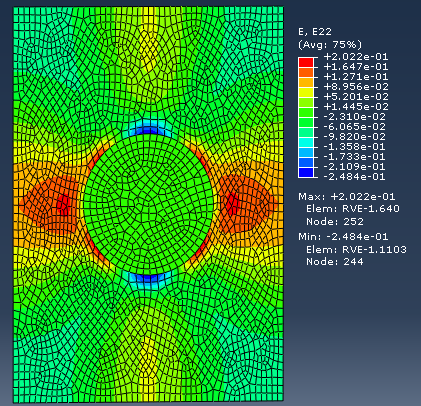 E, E22
(Avg: 75%)
+2.022e-01
+1.647e-01
+1.271e-01
+8.956e-02
+5.201e-02
+1.445e-02
-2.310e-02
-6.065e-02
-9.820e-02
-1.358e-01
-1.733e-01
-2.109e-01
-2.484e-01
Max: +2.022e-01
Elem: RVE-1.640
Node: 252
Min: -2.484e-01
Elem: RVE-1.1103
Node: 244